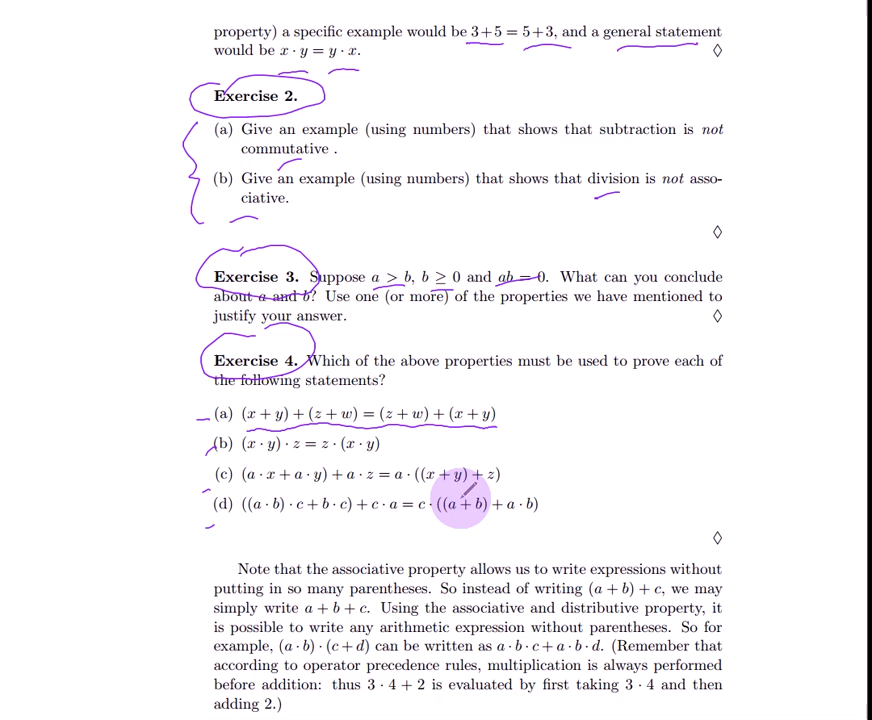 property) a specific example would be 3+5 = 5+3, and a general statement
would be x · y = y · x. ◊
Exercise 2.
(a) Give an example (using numbers) that shows that subtraction is not
commutative .
(b) Give an example (using numbers) that shows that division is not asso-
ciative.
◊
Exercise 3. Suppose a > b, b ≥ 0 and ab = 0. What can you conclude
about a and b? Use one (or more) of the properties we have mentioned to
justify your answer. ◊
Exercise 4. Which of the above properties must be used to prove each of
the following statements?
(a) (x + y) + (z + w) = (z + w) + (x + y)
(b) (x · y) · z = z · (x · y)
(c) (a · x + a · y) + a · z = a · ((x + y) + z)
(d) ((a · b) · c + b · c) + c · a = c · ((a + b) + a · b)
◊
Note that the associative property allows us to write expressions without
putting in so many parentheses. So instead of writing (a + b) + c, we may
simply write a + b + c. Using the associative and distributive property, it
is possible to write any arithmetic expression without parentheses. So for
example, (a · b) · (c + d) can be written as a · b · c + a · b · d. (Remember that
according to operator precedence rules, multiplication is always performed
before addition: thus 3 · 4 + 2 is evaluated by first taking 3 · 4 and then
adding 2.)